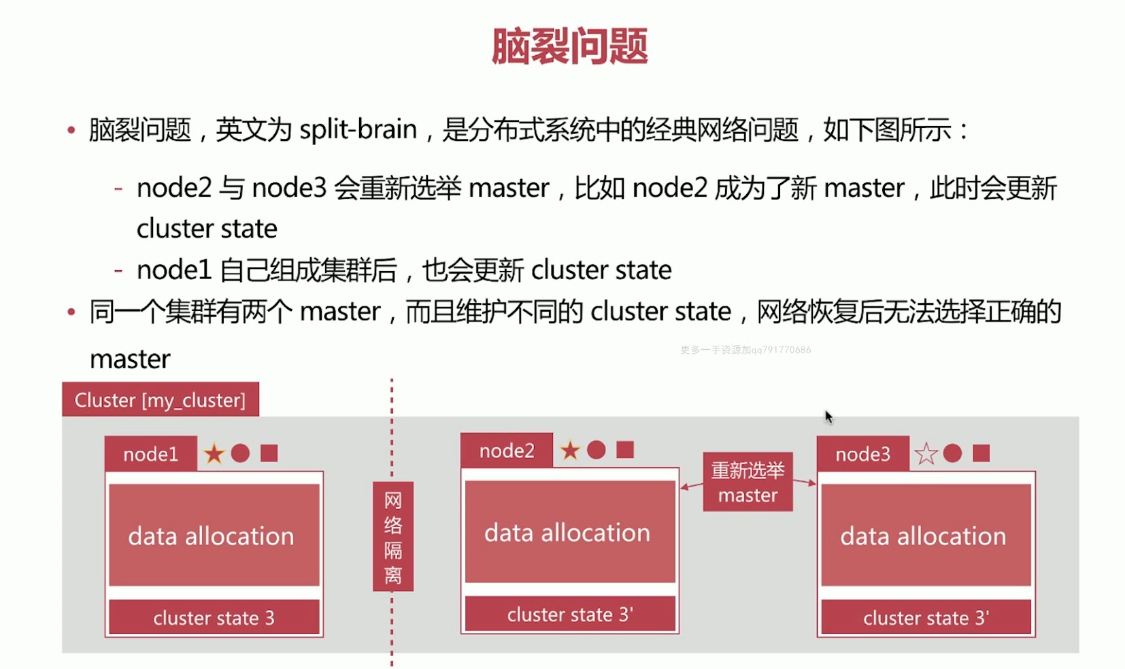 脑裂问题
• 脑裂问题，英文为 split-brain，是分布式系统中的经典网络问题，如下图所示：
- node2 与 node3 会重新选举 master，比如 node2 成为了新 master，此时会更新
cluster state
- node1 自己组成集群后，也会更新 cluster state
• 同一个集群有两个 master，而且维护不同的 cluster state，网络恢复后无法选择正确的
master
更多一手資源加qq791770686
Cluster [my_cluster]
node1
data allocation
cluster state 3
网
络
隔
离
node2
data allocation
cluster state 3'
重新选举
master
node3
data allocation
cluster state 3'